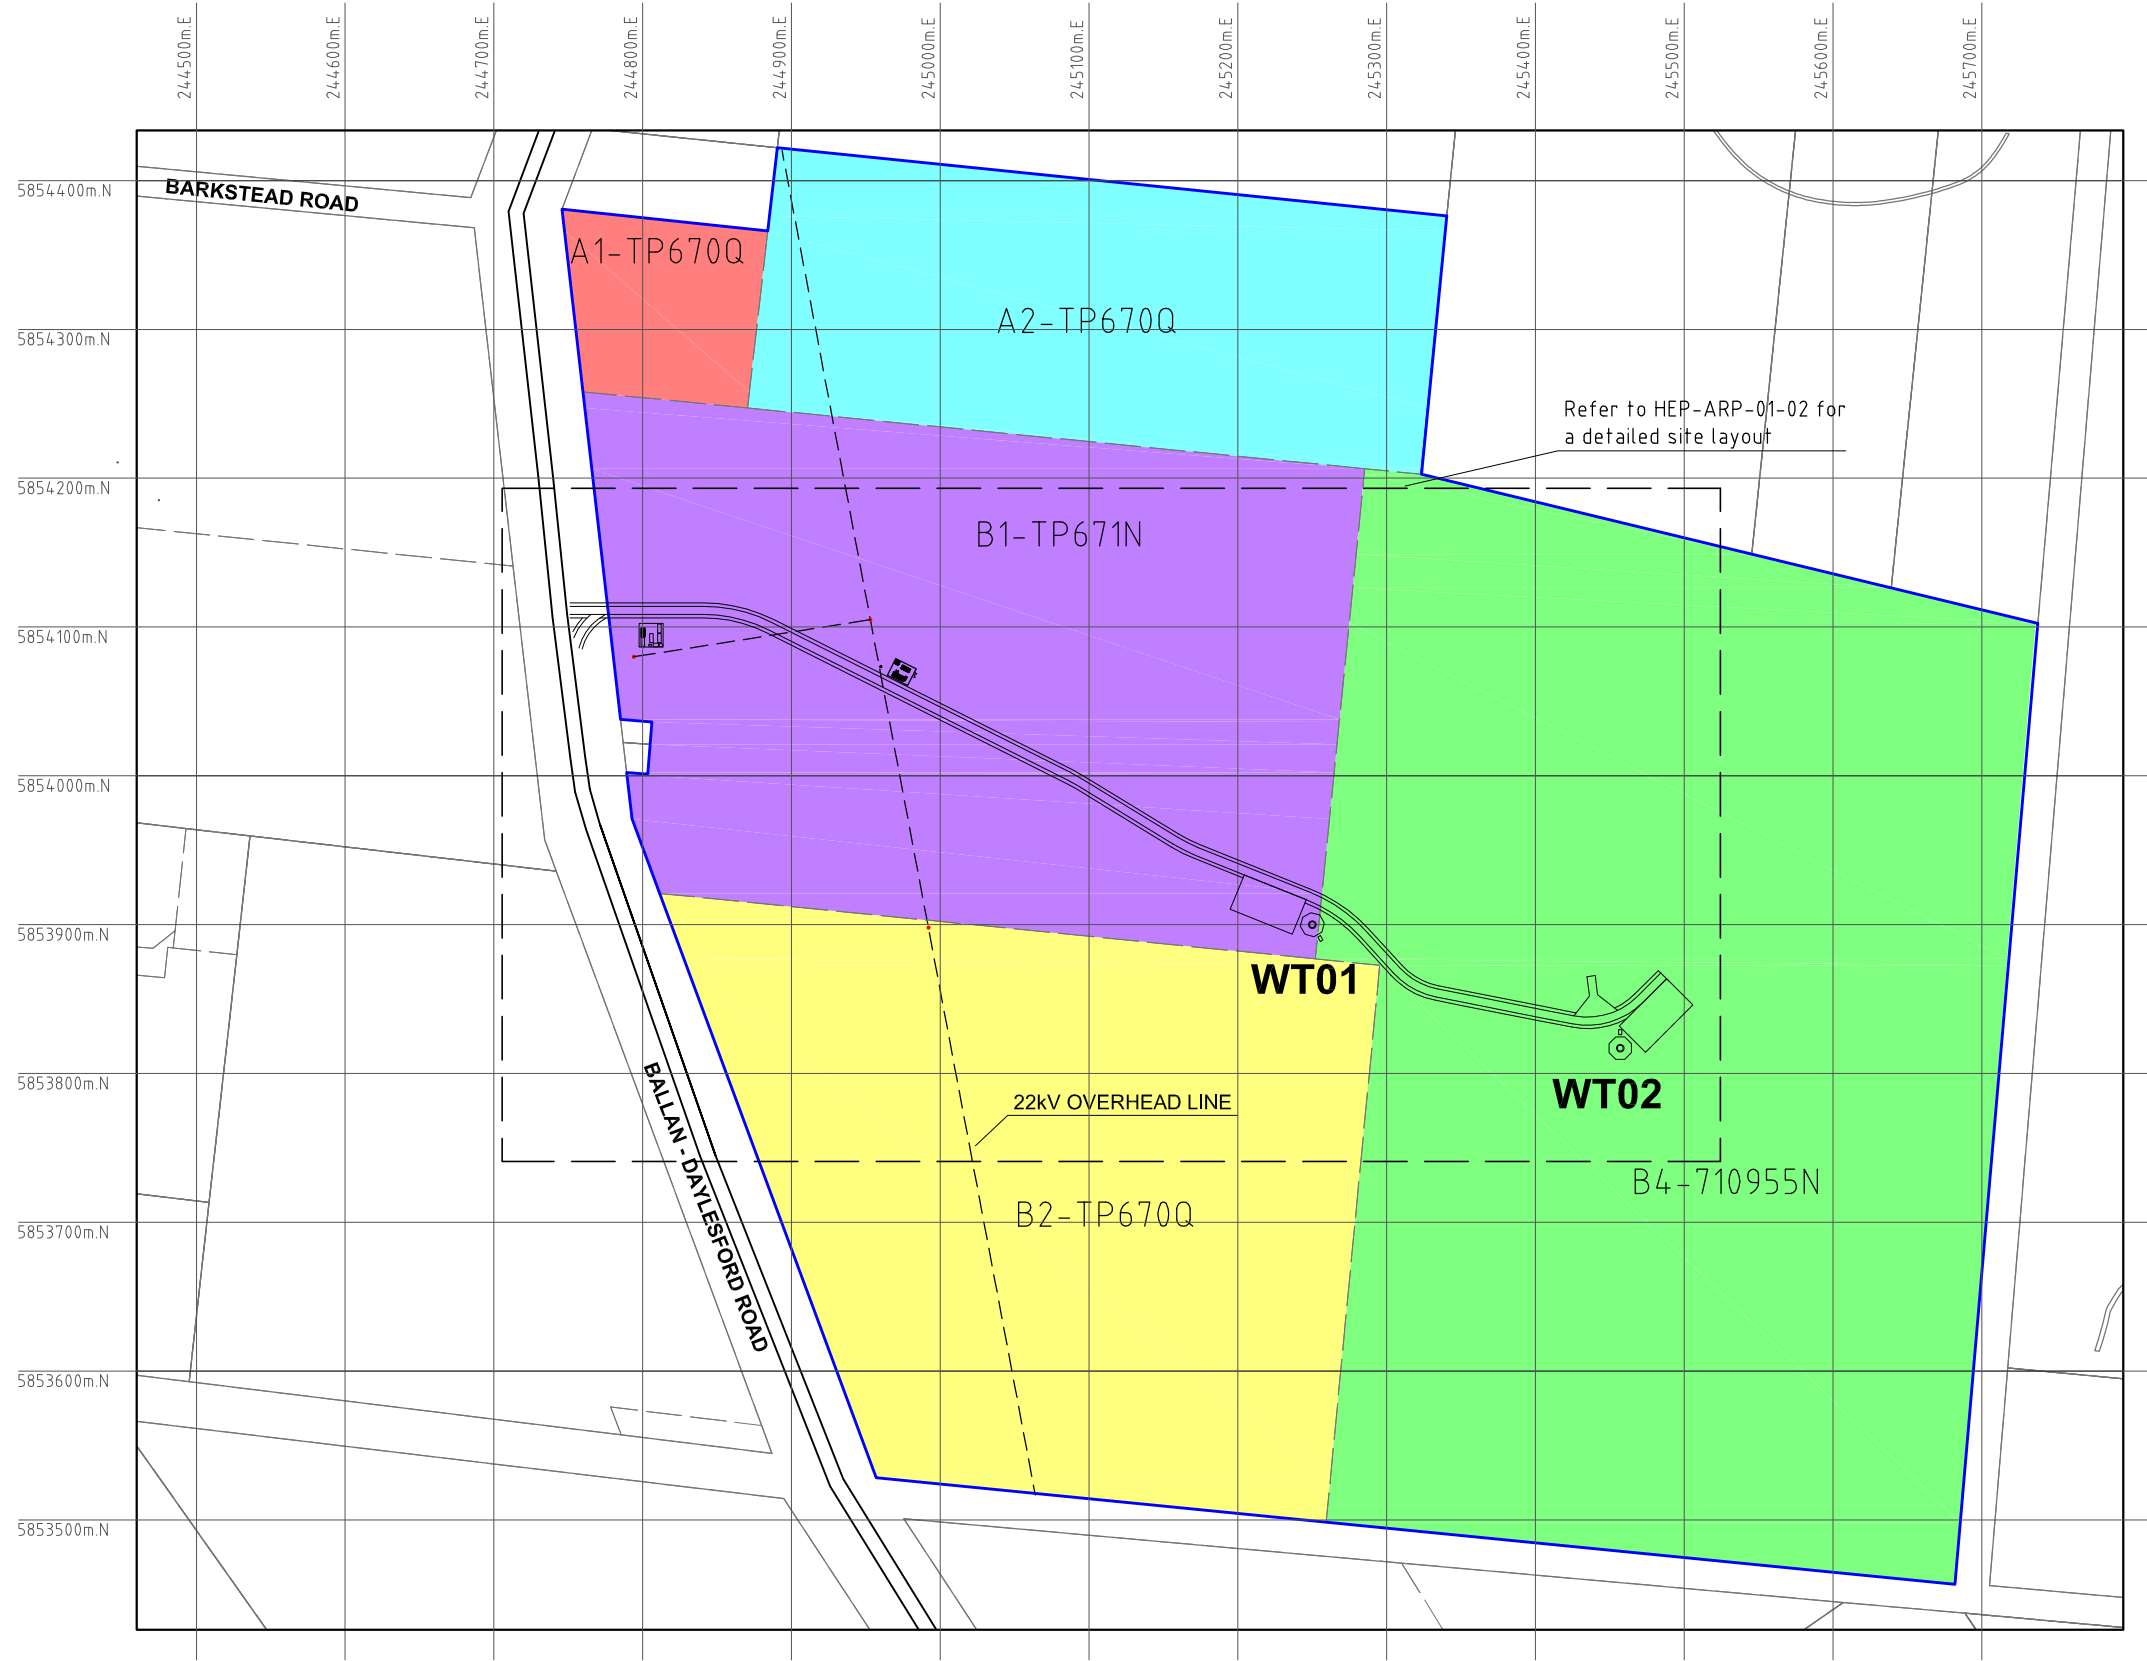 244500m.E
244600m.E
244700m.E
244800m.E
244900m.E
245000m.E
245100m.E
245200m.E
245300m.E
245400m.E
245500m.E
245600m.E
245700m.E
5854400m.N
BARKSTEAD ROAD
A1-TP670Q
A2-TP670Q
5854300m.N
Refer to HEP-ARP-01-02 for
a detailed site layout
5854200m.N
B1-TP671N
5854100m.N
5854000m.N
5853900m.N
WT01
5853800m.N
WT02
22kV OVERHEAD LINE
BALLAN - DAYLESFORD ROAD
B4-710955N
B2-TP670Q
5853700m.N
5853600m.N
5853500m.N